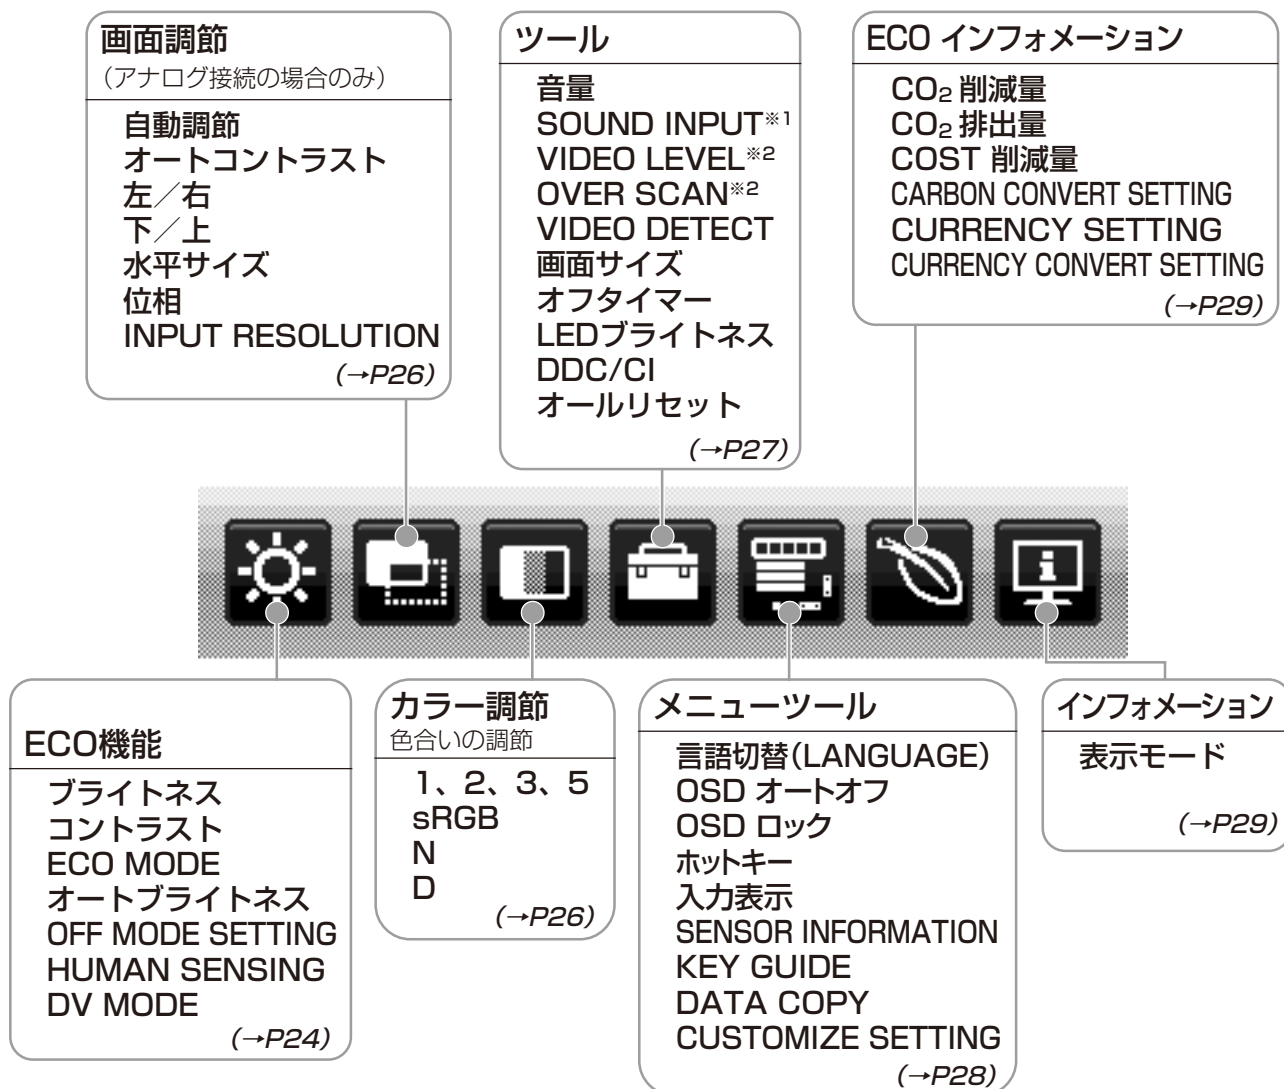 画面調節
（アナログ接続の場合のみ）
自動調節
オートコントラスト
左／右
下／上
水平サイズ
位相
INPUT RESOLUTION
（→P26）
ツール
音量
SOUND INPUT※1
VIDEO LEVEL※2
OVER SCAN※2
VIDEO DETECT
画面サイズ
オフタイマー
LEDブライトネス
DDC/CI
オールリセット
（→P27）
ECO インフォメーション
CO₂ 削減量
CO₂ 排出量
COST 削減量
CARBON CONVERT SETTING
CURRENCY SETTING
CURRENCY CONVERT SETTING
（→P29）
ECO機能
ブライトネス
コントラスト
ECO MODE
オートブライトネス
OFF MODE SETTING
HUMAN SENSING
DV MODE
（→P24）
カラー調節
色合いの調節
1、2、3、5
sRGB
N
D
（→P26）
メニューツール
言語切替（LANGUAGE）
OSD オートオフ
OSD ロック
ホットキー
入力表示
SENSOR INFORMATION
KEY GUIDE
DATA COPY
CUSTOMIZE SETTING
（→P28）
インフォメーション
表示モード
（→P29）